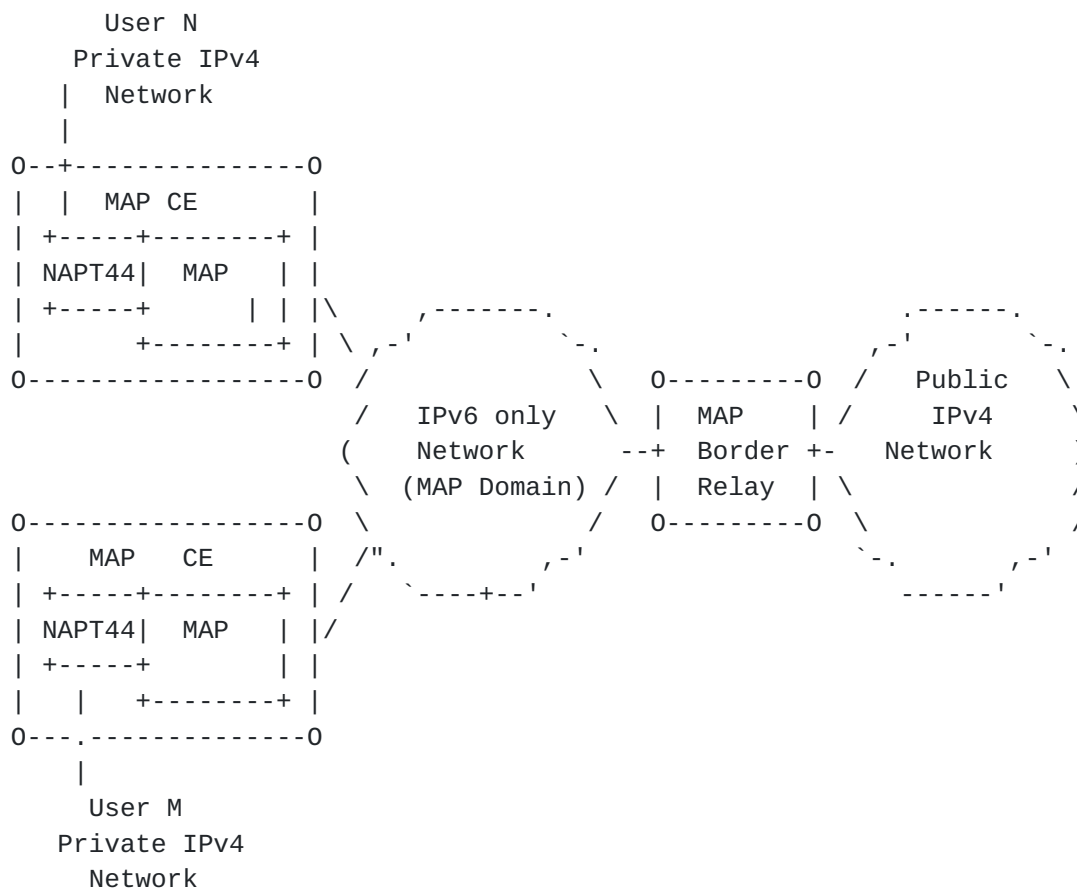 User N
Private IPv4
Network
MAP CE
NAPT44 MAP
IPv6 only
Network
(MAP Domain)
MAP
Border
Relay
Public
IPv4
Network
MAP CE
NAPT44 MAP
User M
Private IPv4
Network